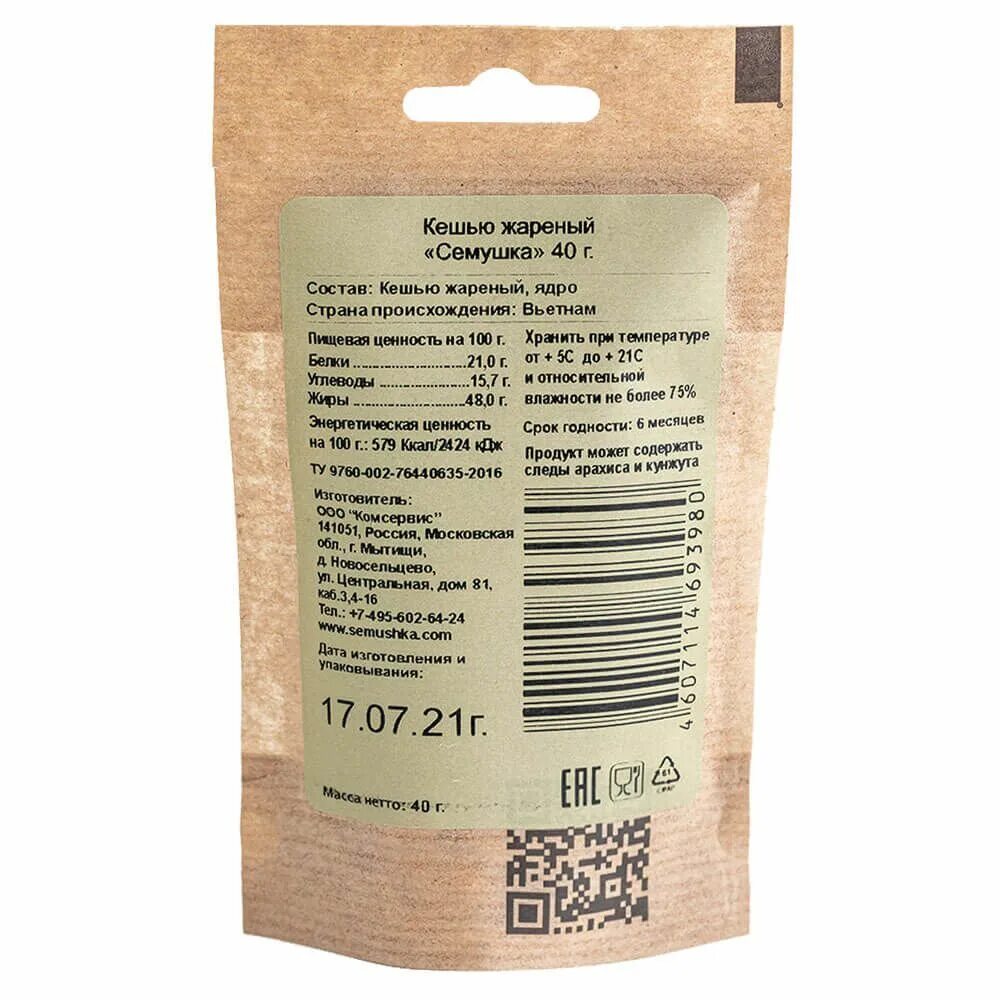 Кешью жареный
«Семушка» 40 г.
Состав: Кешью жареный, ядро
Страна происхождения: Вьетнам
Пищевая ценность на 100 г.
Белки ......................21,0 г.
Углеводы .................15,7 г.
Жиры ......................48,0 г.
Энергетическая ценность
на 100 г.: 579 Ккал/2424 кДж
ТУ 9760-002-76440635-2016
Изготовитель:
ООО "Комсервис"
141051, Россия, Московская
обл., г. Мытищи,
д. Новосельцево,
ул. Центральная, дом 81,
каб.3,4-16
Тел.: +7-495-602-64-24
www.semushka.com
Дата изготовления и
упаковывания:
17.07.21г.
Масса нетто: 40 г.
Хранить при температуре
от + 5С до + 21С
и относительной
влажности не более 75%
Срок годности: 6 месяцев
Продукт может содержать
следы арахиса и кунжута
4 607114 693980
EAC